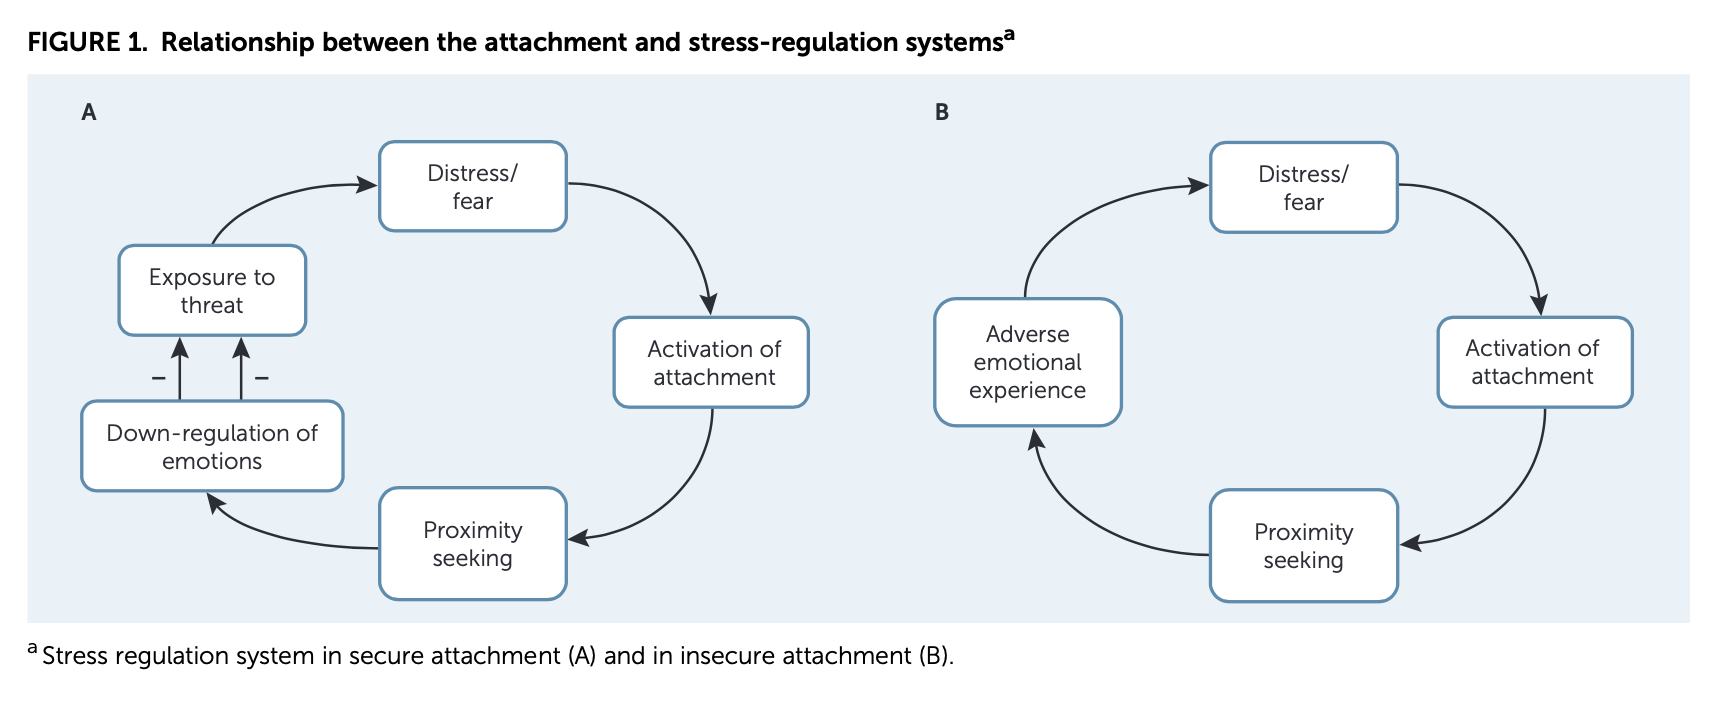 FIGURE 1. Relationship between the attachment and stress-regulation systemsa
A
Distress/
fear
Exposure to
threat
Activation of
attachment
– –
Down-regulation of
emotions
Proximity
seeking
B
Distress/
fear
Adverse
emotional
experience
Activation of
attachment
Proximity
seeking
a Stress regulation system in secure attachment (A) and in insecure attachment (B).